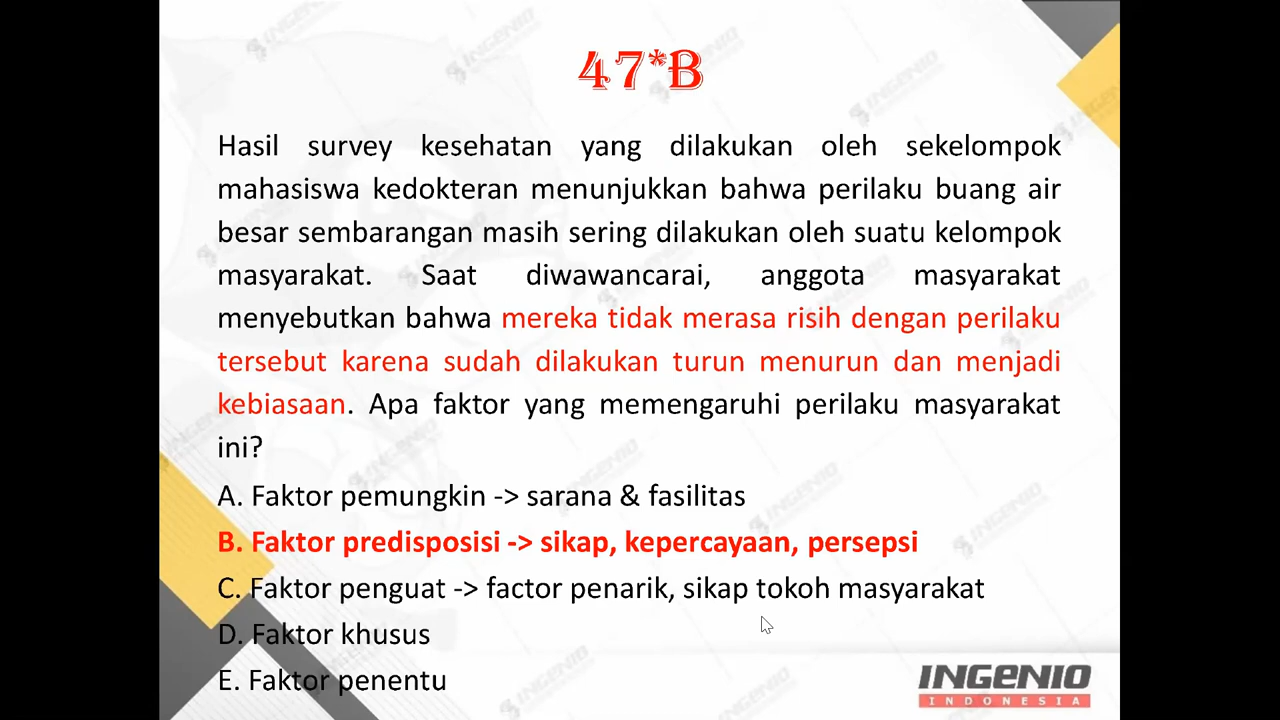 47*B
Hasil survey kesehatan yang dilakukan oleh sekelompok
mahasiswa kedokteran menunjukkan bahwa perilaku buang air
besar sembarangan masih sering dilakukan oleh suatu kelompok
masyarakat. Saat diwawancarai, anggota masyarakat
menyebutkan bahwa mereka tidak merasa risih dengan perilaku
tersebut karena sudah dilakukan turun menurun dan menjadi
kebiasaan. Apa faktor yang memengaruhi perilaku masyarakat
ini?
A. Faktor pemungkin -> sarana & fasilitas
B. Faktor predisposisi -> sikap, kepercayaan, persepsi
C. Faktor penguat -> factor penarik, sikap tokoh masyarakat
D. Faktor khusus
E. Faktor penentu
INGENIO
INDONESIA